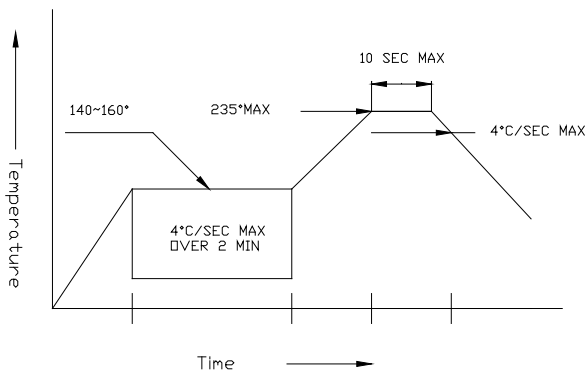 10 SEC MAX
140~160°
235°MAX
4°C/SEC MAX
4°C/SEC MAX
OVER 2 MIN
Temperature
Time